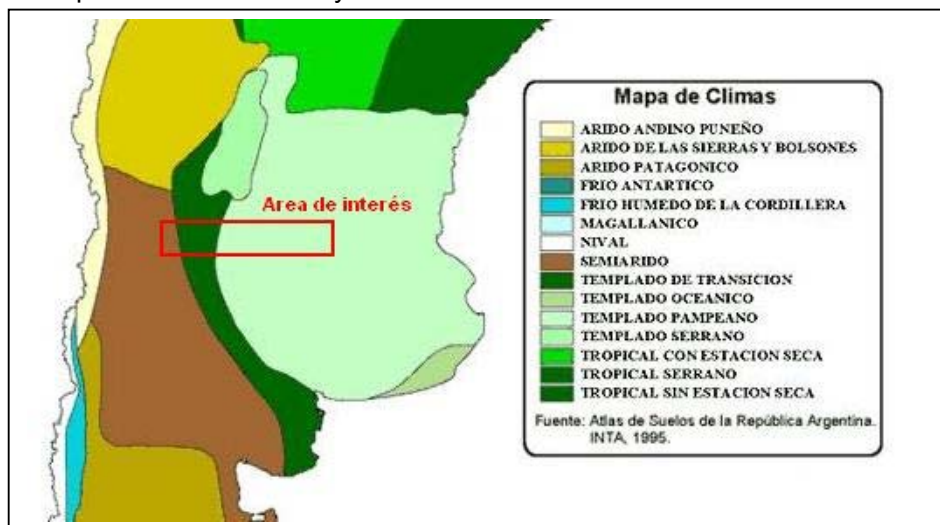 Area de interés
Mapa de Climas
ARIDO ANDINO PUNEÑO
ARIDO DE LAS SIERRAS Y BOLSONES
ARIDO PATAGONICO
FRIO ANTARTICO
FRIO HUMEDO DE LA CORDILLERA
MAGALLANICO
NIVAL
SEMIARIDO
TEMPLADO DE TRANSICION
TEMPLADO OCEANICO
TEMPLADO PAMPEANO
TEMPLADO SERRANO
TROPICAL CON ESTACION SECA
TROPICAL SERRANO
TROPICAL SIN ESTACION SECA
Fuente: Atlas de Suelos de la República Argentina.
INTA, 1995.